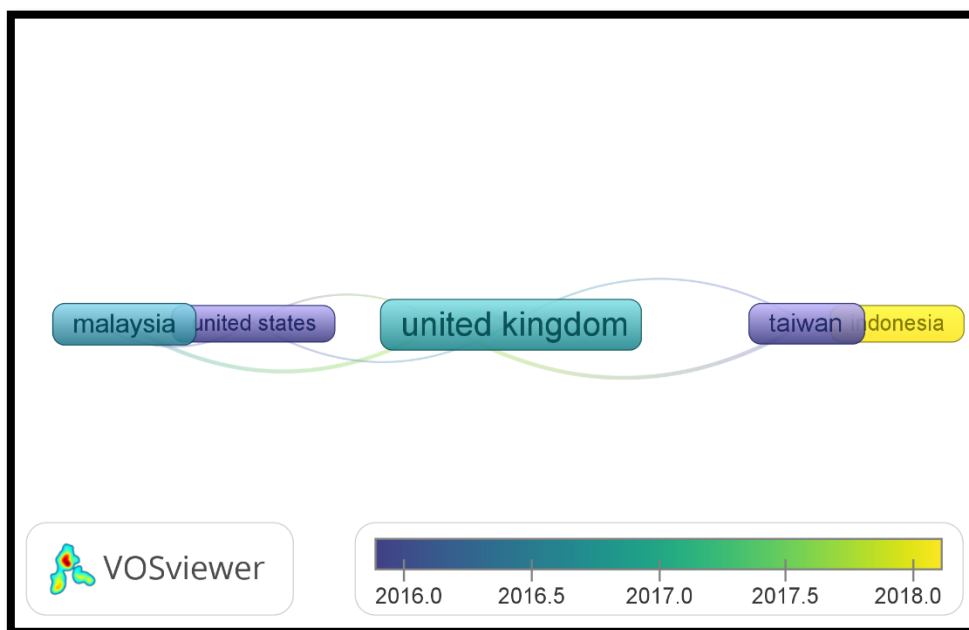 malaysia
united states
united kingdom
taiwan
indonesia
VOSviewer
2016.0
2016.5
2017.0
2017.5
2018.0